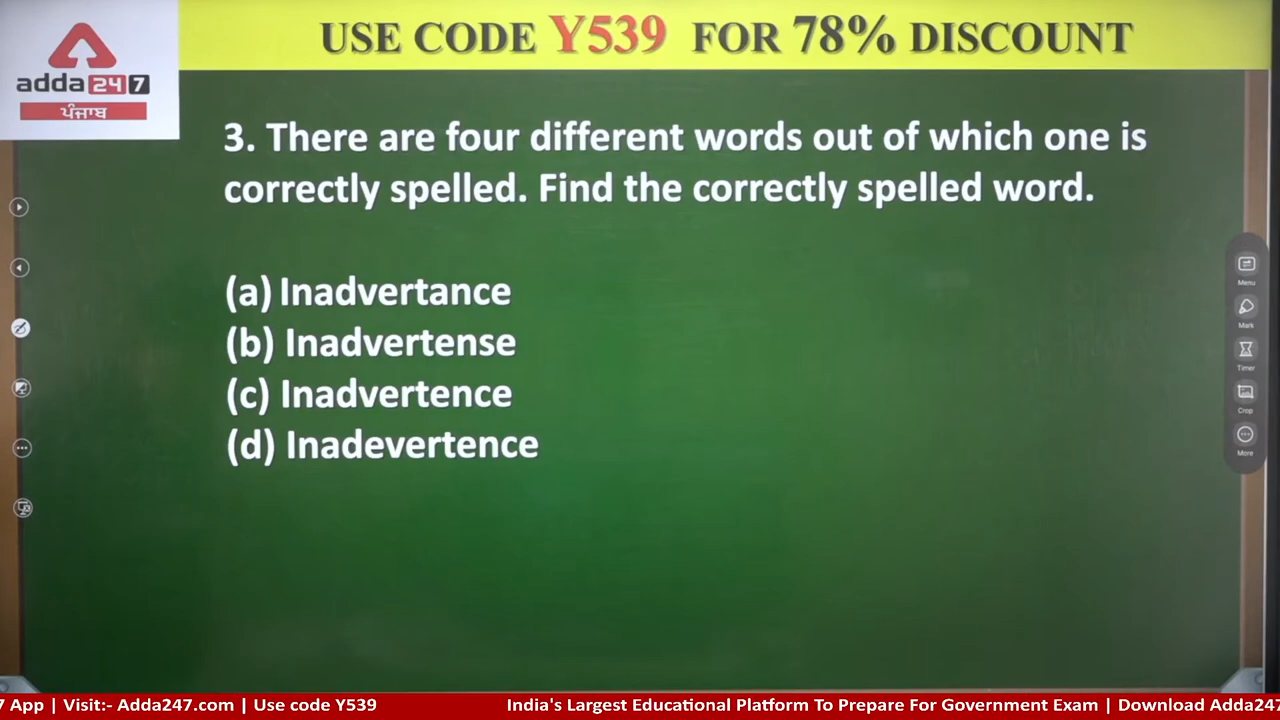 USE CODE Y539 FOR 78% DISCOUNT
adda247
ਪੰਜਾਬ
3. There are four different words out of which one is
correctly spelled. Find the correctly spelled word.
(a) Inadvertance
(b) Inadvertense
(c) Inadvertence
(d) Inadevertence
Menu
Mark
Timer
Crop
More
7 App | Visit:- Adda247.com | Use code Y539 India's Largest Educational Platform To Prepare For Government Exam | Download Adda247